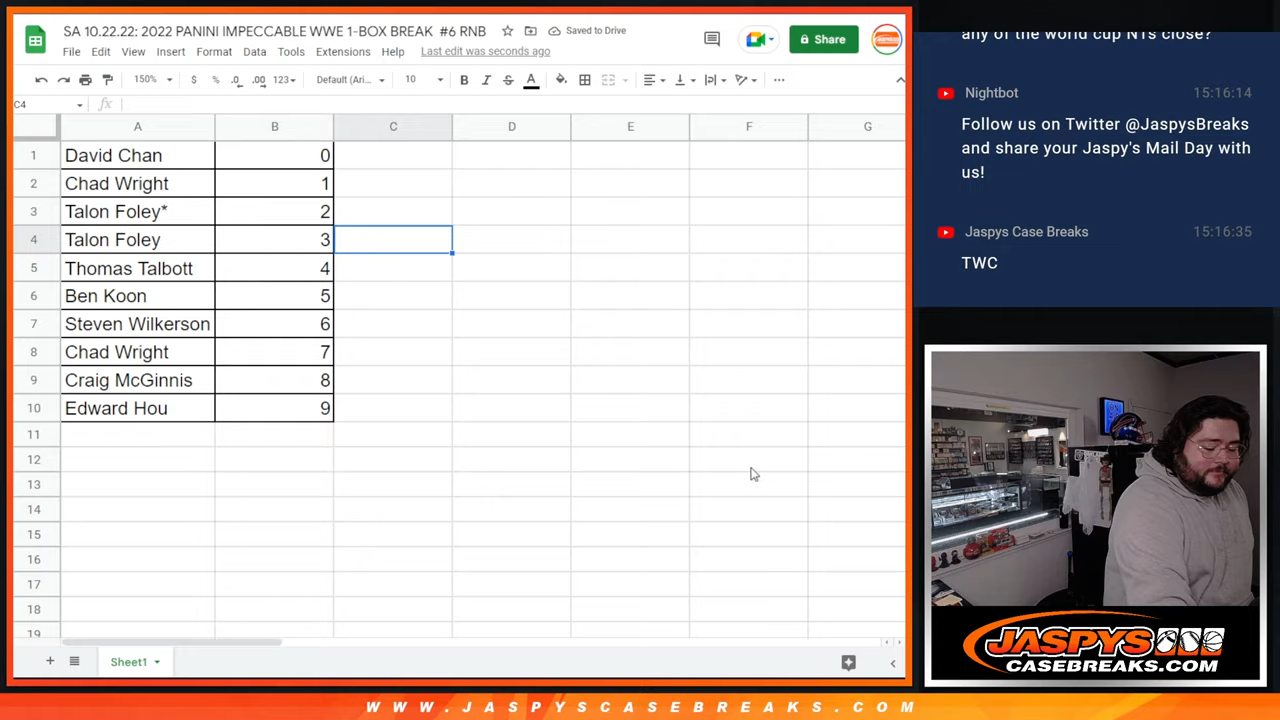 SA 10.22.22: 2022 PANINI IMPECCABLE WWE 1-BOX BREAK #6 RNB
Saved to Drive
Share
File Edit View Insert Format Data Tools Extensions Help Last edit was seconds ago
150% $ % .0 .00 123 Default (Ari... 10 B I S A
C4 fx
A B C D E F G
1 David Chan 0
2 Chad Wright 1
3 Talon Foley* 2
4 Talon Foley 3
5 Thomas Talbott 4
6 Ben Koon 5
7 Steven Wilkerson 6
8 Chad Wright 7
9 Craig McGinnis 8
10 Edward Hou 9
11
12
13
14
15
16
17
18
19
Sheet1
any of the world cup NTs close?
Nightbot 15:16:14
Follow us on Twitter @JaspysBreaks
and share your Jaspy's Mail Day with
us!
Jaspys Case Breaks 15:16:35
TWC
JASPYS
CASEBREAKS.COM
WWW.JASPYSCASEBREAKS.COM